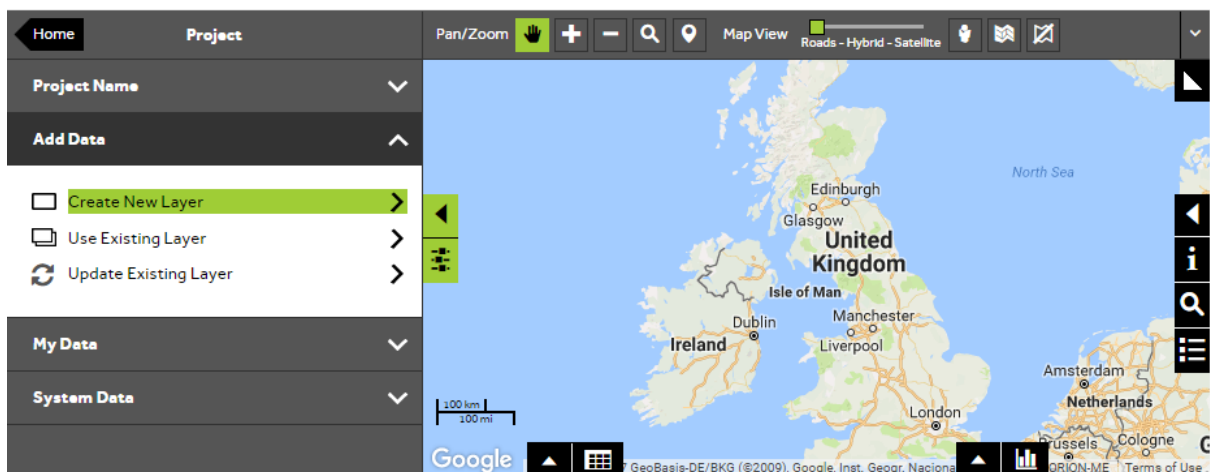 Home Project
Pan/Zoom Map View Roads - Hybrid - Satellite
Project Name
Add Data
Create New Layer
Use Existing Layer
Update Existing Layer
My Data
System Data
North Sea
Edinburgh
Glasgow
United
Kingdom
Isle of Man
Dublin
Manchester
Ireland
Liverpool
Amsterdam
Netherlands
London
Brussels Cologne
100 km
100 mi
Google
7 GeoBasis-DE/BKG (©2009), Google, Inst. Geogr. Naciona ORION-ME Terms of Use